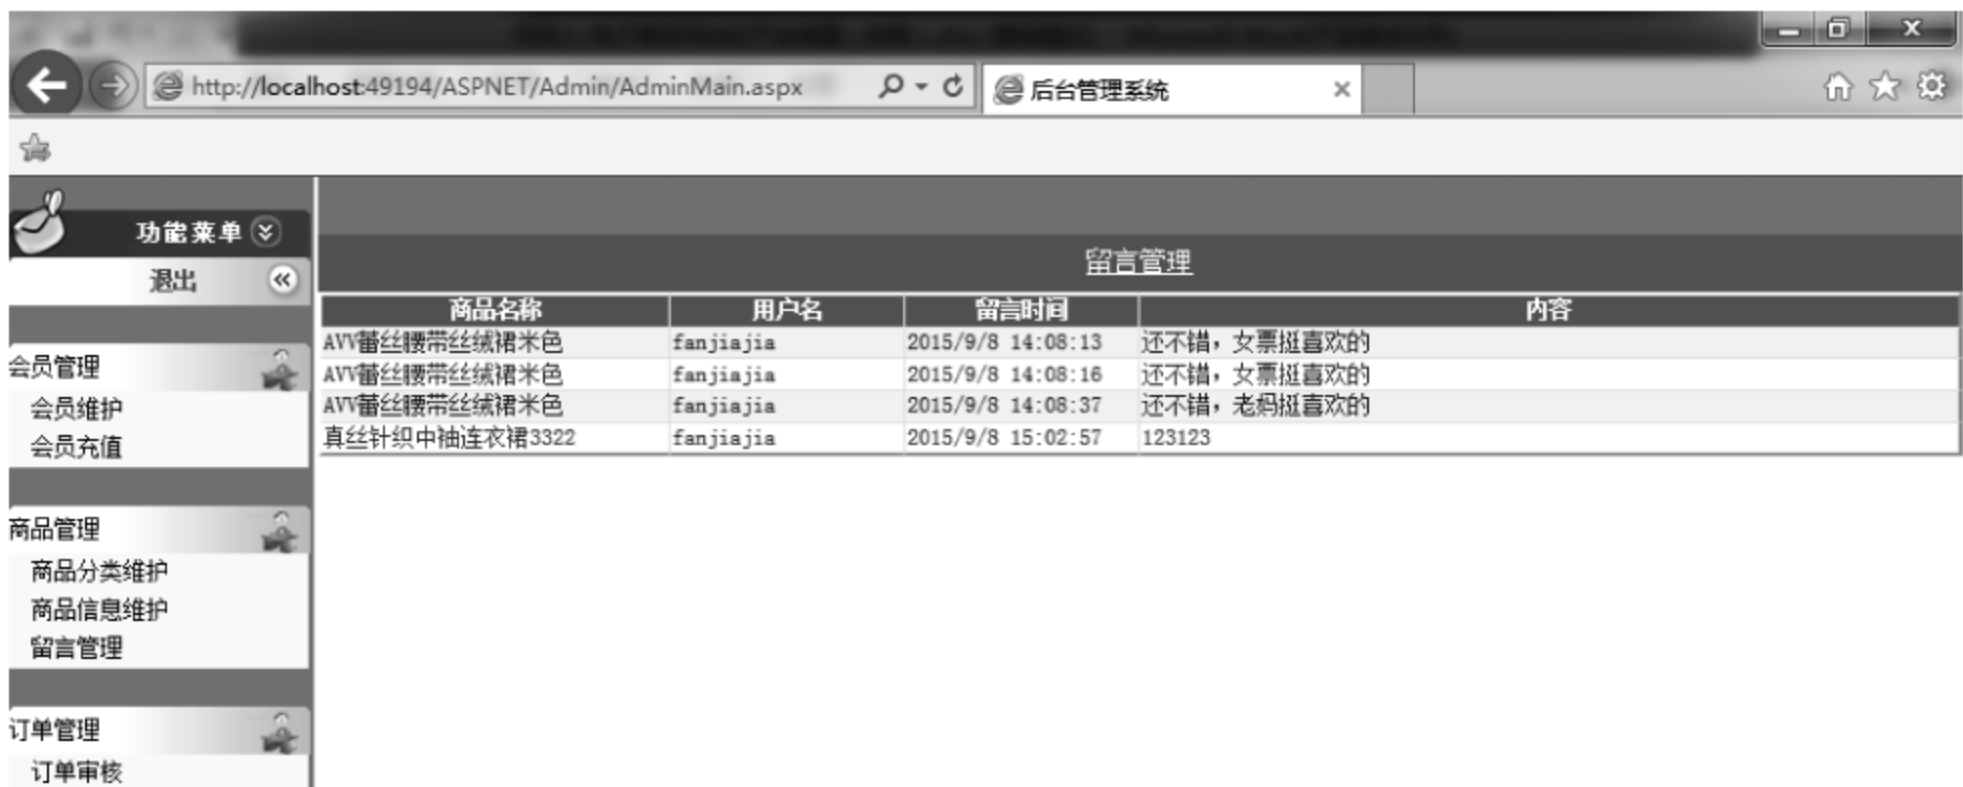 http://localhost:49194/ASPNET/Admin/AdminMain.aspx
后台管理系统
功能菜单
退出
会员管理
会员维护
会员充值
商品管理
商品分类维护
商品信息维护
留言管理
订单管理
订单审核
留言管理
商品名称 用户名 留言时间 内容
AVV蕾丝腰带丝绒裙米色 fanjiajia 2015/9/8 14:08:13 还不错，女票挺喜欢的
AVV蕾丝腰带丝绒裙米色 fanjiajia 2015/9/8 14:08:16 还不错，女票挺喜欢的
AVV蕾丝腰带丝绒裙米色 fanjiajia 2015/9/8 14:08:37 还不错，老妈挺喜欢的
真丝针织中袖连衣裙3322 fanjiajia 2015/9/8 15:02:57 123123